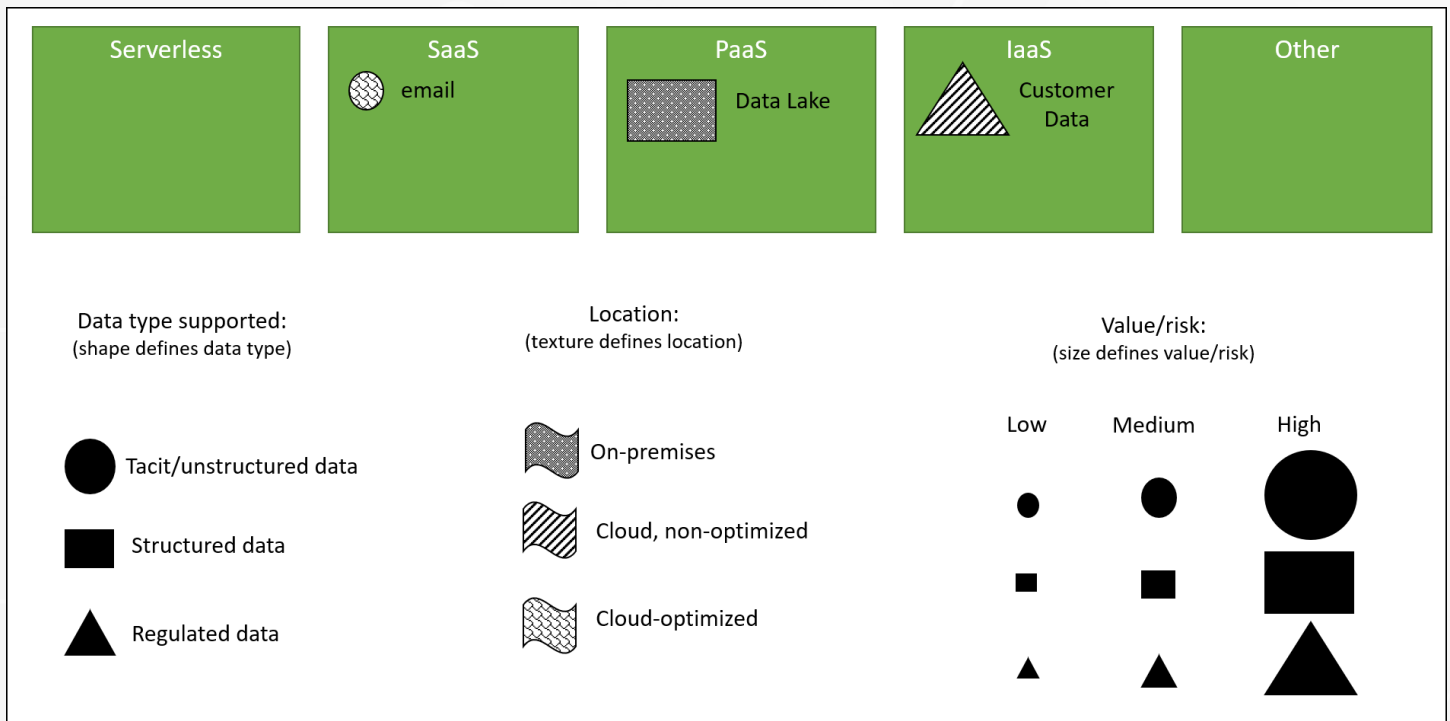 Serverless
SaaS
PaaS
IaaS
Other
email
Data Lake
Customer
Data
Data type supported:
(shape defines data type)
Location:
(texture defines location)
Value/risk:
(size defines value/risk)
Low
Medium
High
Tacit/unstructured data
Structured data
Regulated data
On-premises
Cloud, non-optimized
Cloud-optimized